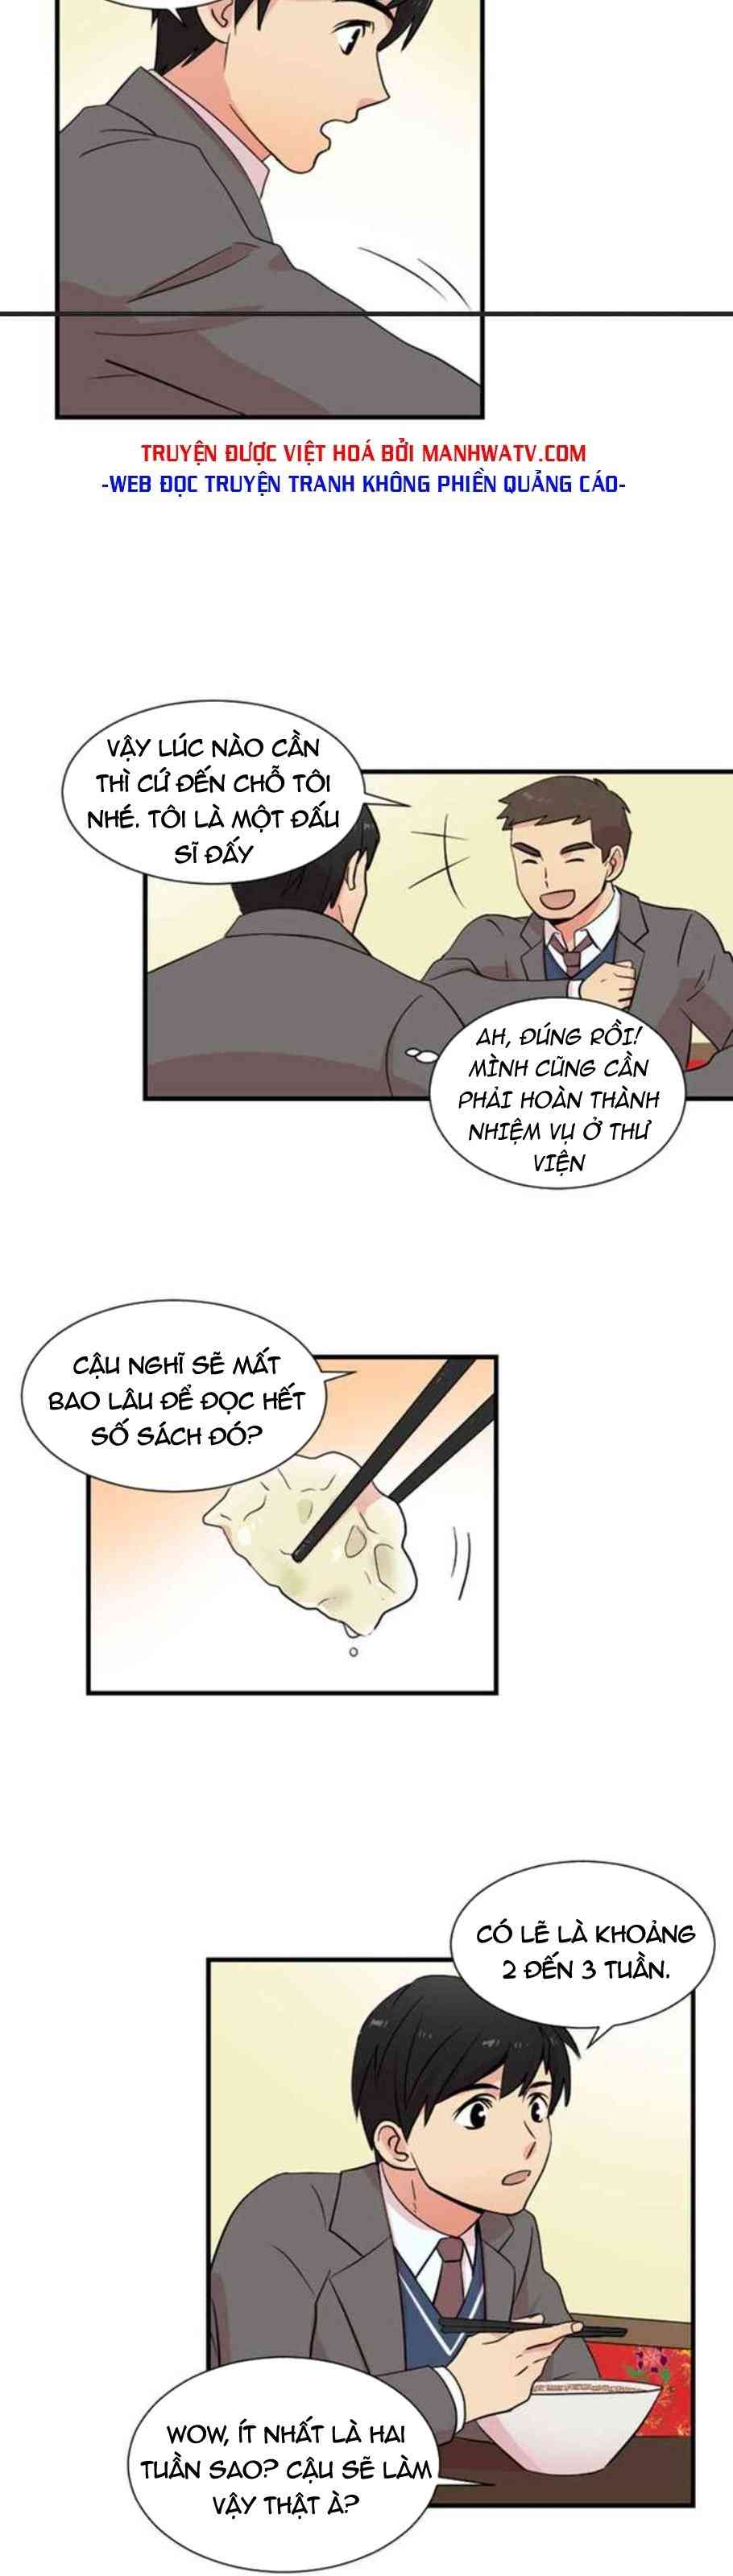 TRUYỆN ĐƯỢC VIỆT HOÁ BỞI MANHWATV.COM
-WEB ĐỌC TRUYỆN TRANH KHÔNG PHIỀN QUẢNG CÁO-
VẬY LÚC NÀO CẦN
THÌ CỨ ĐẾN CHỖ TÔI
NHÉ. TÔI LÀ MỘT ĐẤU
SĨ ĐẤY
AH, ĐÚNG RỒI!
MÌNH CŨNG CẦN
PHẢI HOÀN THÀNH
NHIỆM VỤ Ở THƯ
VIỆN
CẬU NGHĨ SẼ MẤT
BAO LÂU ĐỂ ĐỌC HẾT
SỐ SÁCH ĐÓ?
CÓ LẼ LÀ KHOẢNG
2 ĐẾN 3 TUẦN.
WOW, ÍT NHẤT LÀ HAI
TUẦN SAO? CẬU SẼ LÀM
VẬY THẬT À?